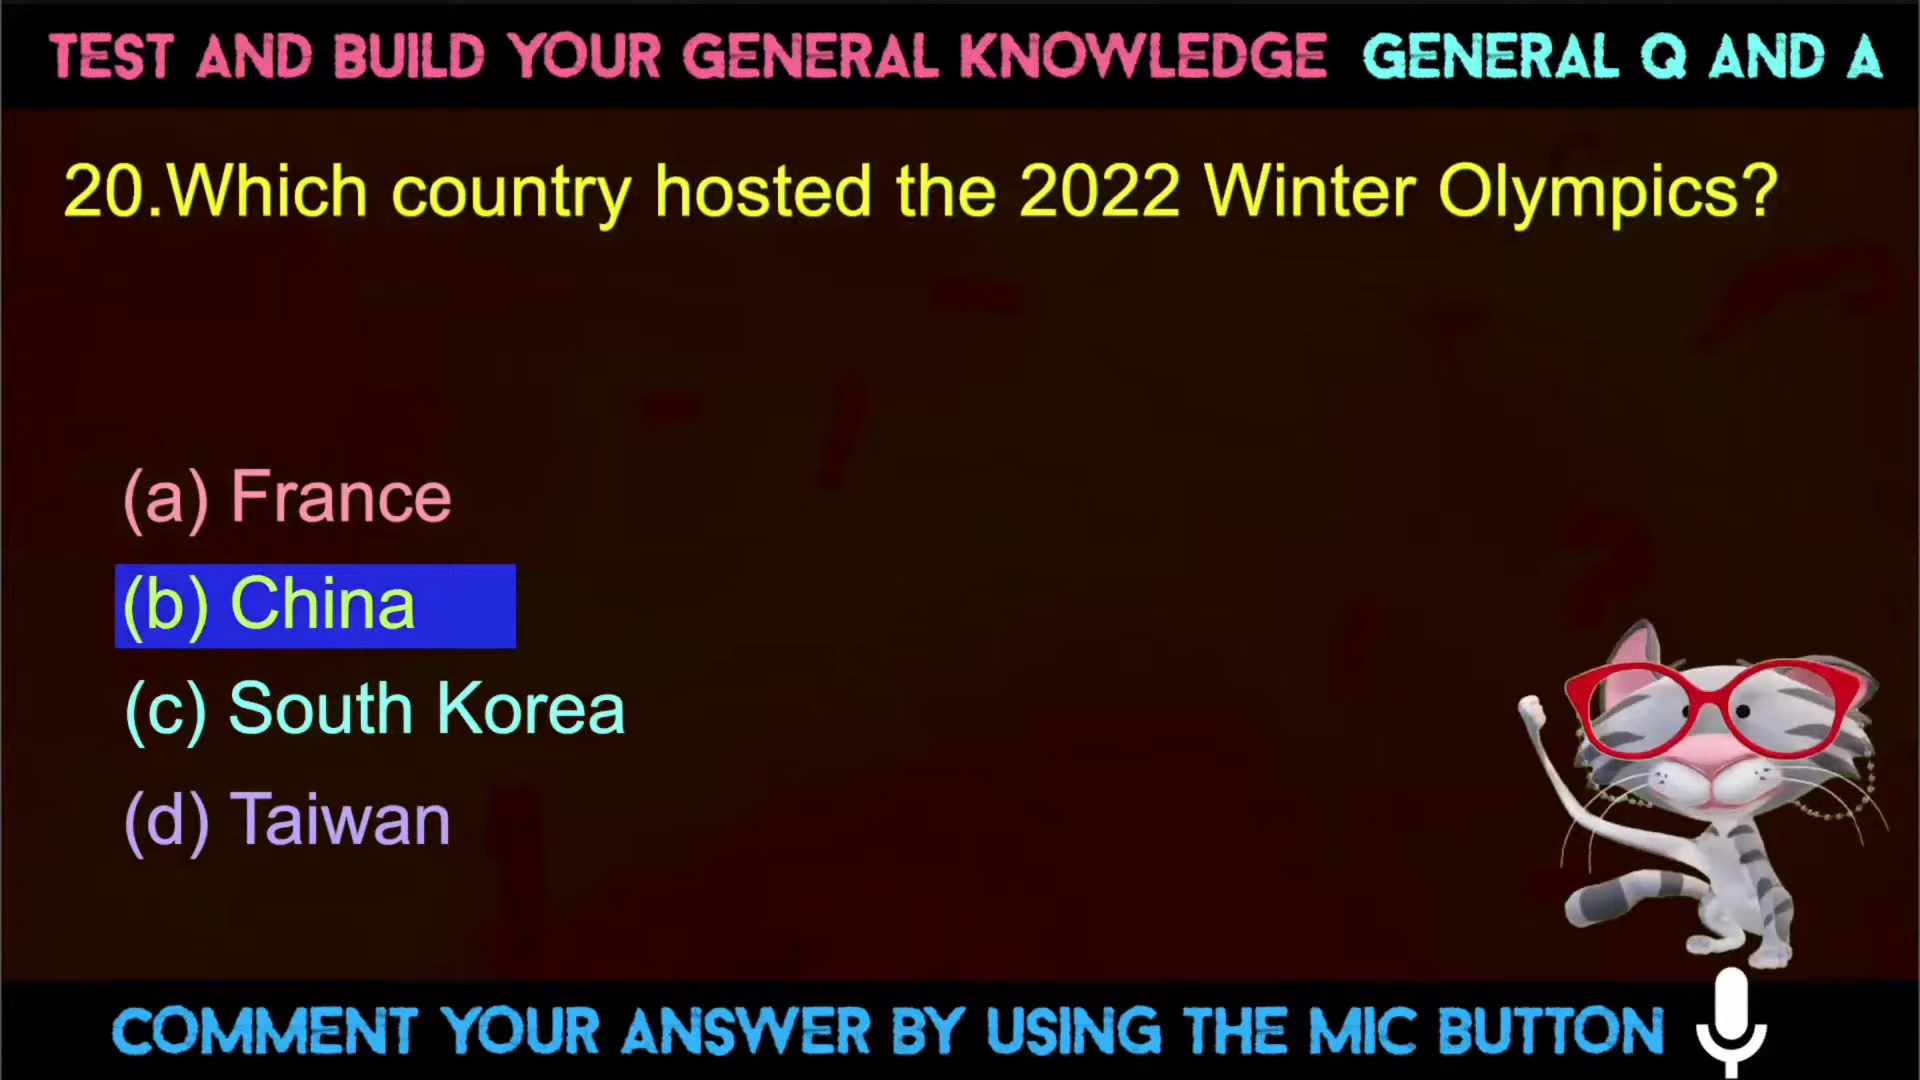 TEST AND BUILD YOUR GENERAL KNOWLEDGE GENERAL Q AND A
20.Which country hosted the 2022 Winter Olympics?
(a) France
(b) China
(c) South Korea
(d) Taiwan
COMMENT YOUR ANSWER BY USING THE MIC BUTTON